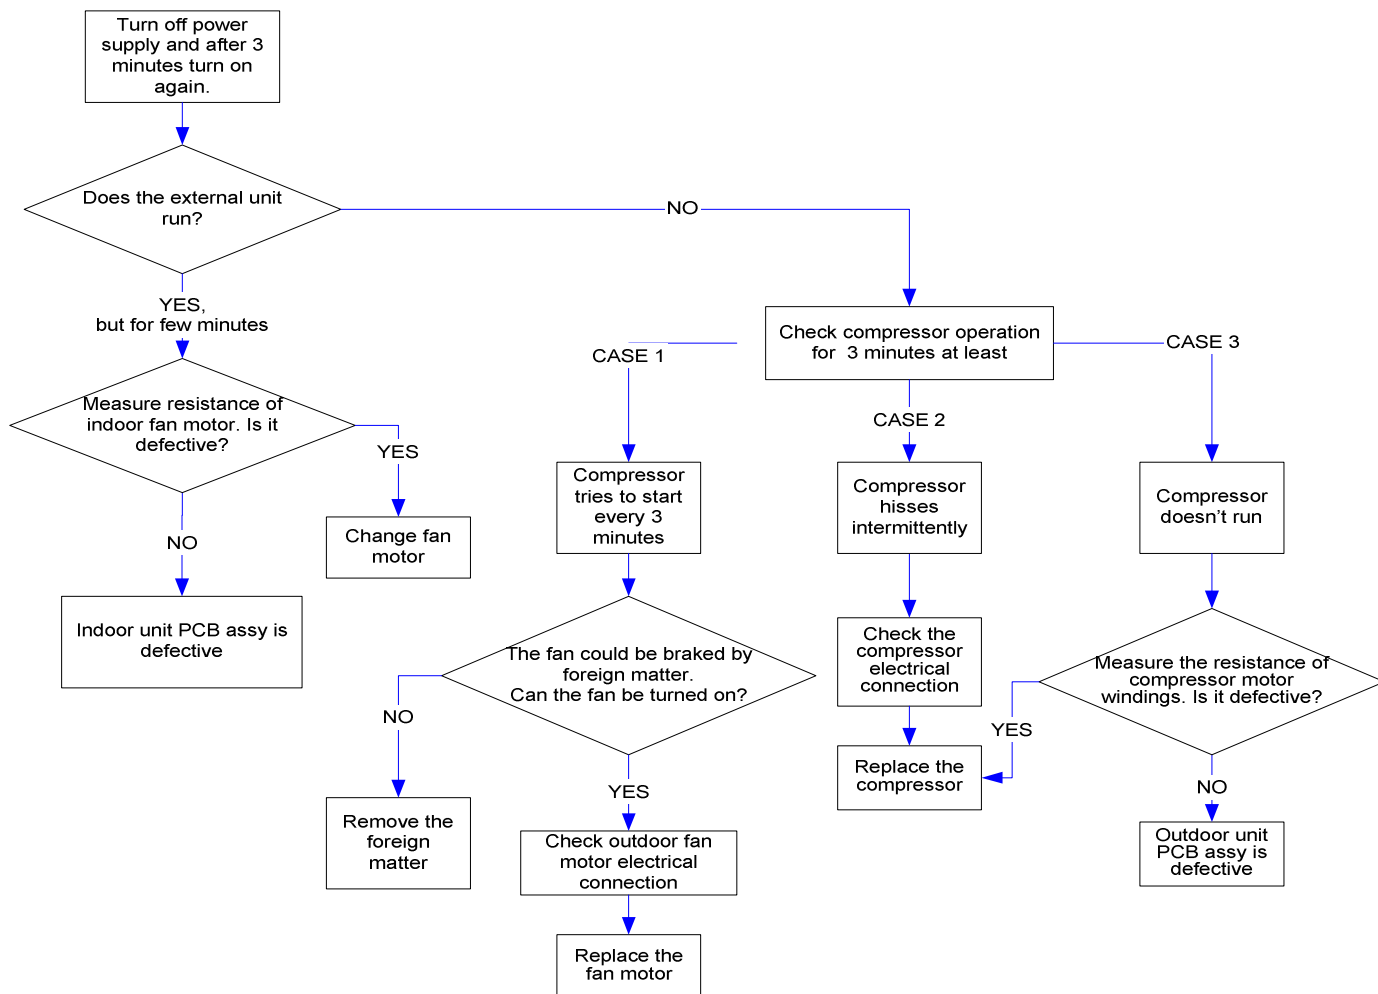 Turn off power
supply and after 3
minutes turn on
again.
Does the external unit
run?
NO
YES,
but for few minutes
Check compressor operation
for  3 minutes at least
CASE 1
CASE 3
CASE 2
Measure resistance of
indoor fan motor. Is it
defective?
YES
NO
Change fan
motor
Indoor unit PCB assy is
defective
Compressor
tries to start
every 3
minutes
Compressor
hisses
intermittently
Compressor
doesn’t run
The fan could be braked by
foreign matter.
Can the fan be turned on?
NO
YES
Remove the
foreign
matter
Check outdoor fan
motor electrical
connection
Replace the
fan motor
Check the
compressor
electrical
connection
Replace the
compressor
Measure the resistance of
compressor motor
windings. Is it defective?
YES
NO
Outdoor unit
PCB assy is
defective